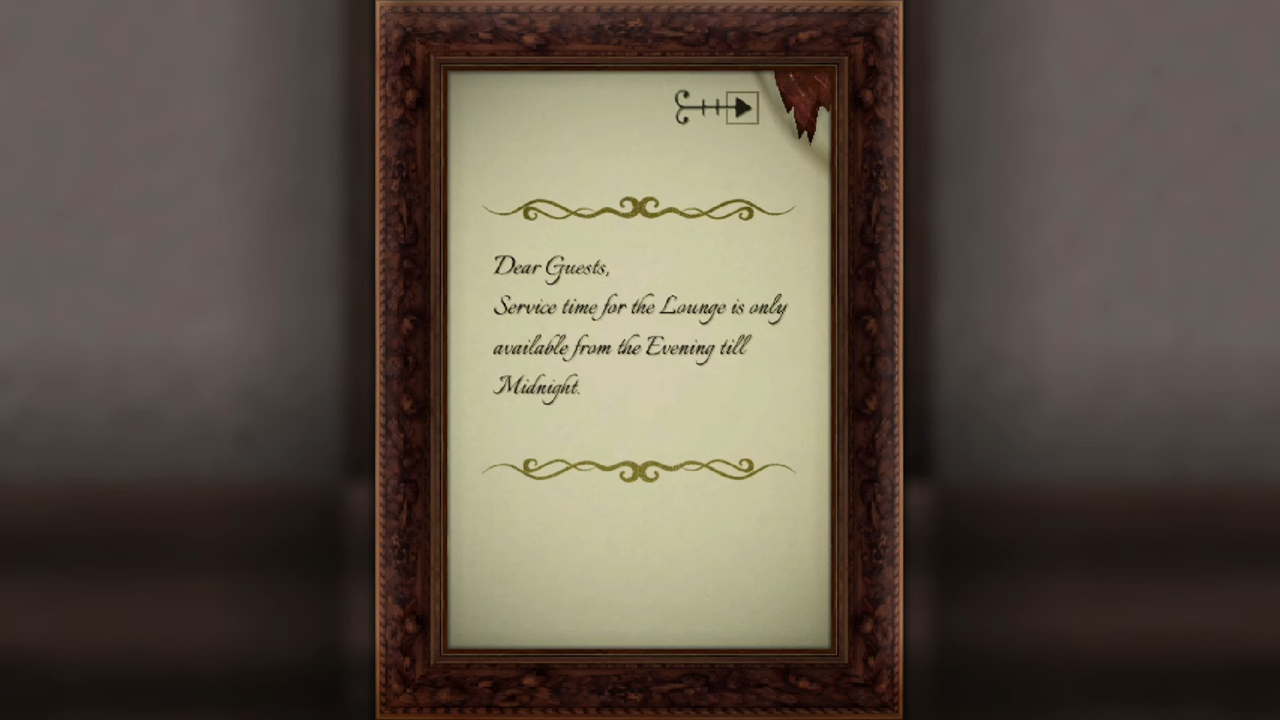 Dear Guests,
Service time for the Lounge is only
available from the Evening till
Midnight.